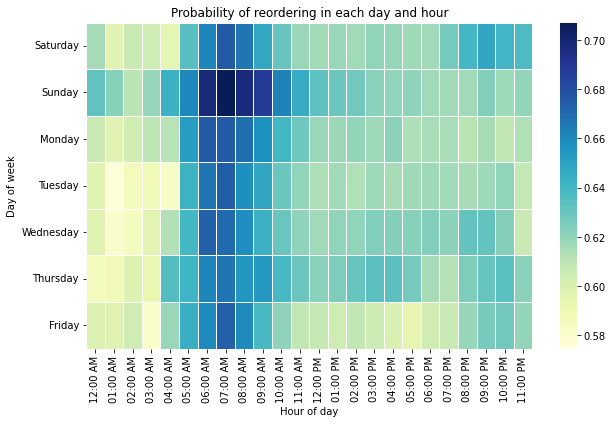 Probability of reordering in each day and hour
Day of week
Saturday
Sunday
Monday
Tuesday
Wednesday
Thursday
Friday
12:00 AM
01:00 AM
02:00 AM
03:00 AM
04:00 AM
05:00 AM
06:00 AM
07:00 AM
08:00 AM
09:00 AM
10:00 AM
11:00 AM
12:00 PM
01:00 PM
02:00 PM
03:00 PM
04:00 PM
05:00 PM
06:00 PM
07:00 PM
08:00 PM
09:00 PM
10:00 PM
11:00 PM
Hour of day
0.70
0.68
0.66
0.64
0.62
0.60
0.58